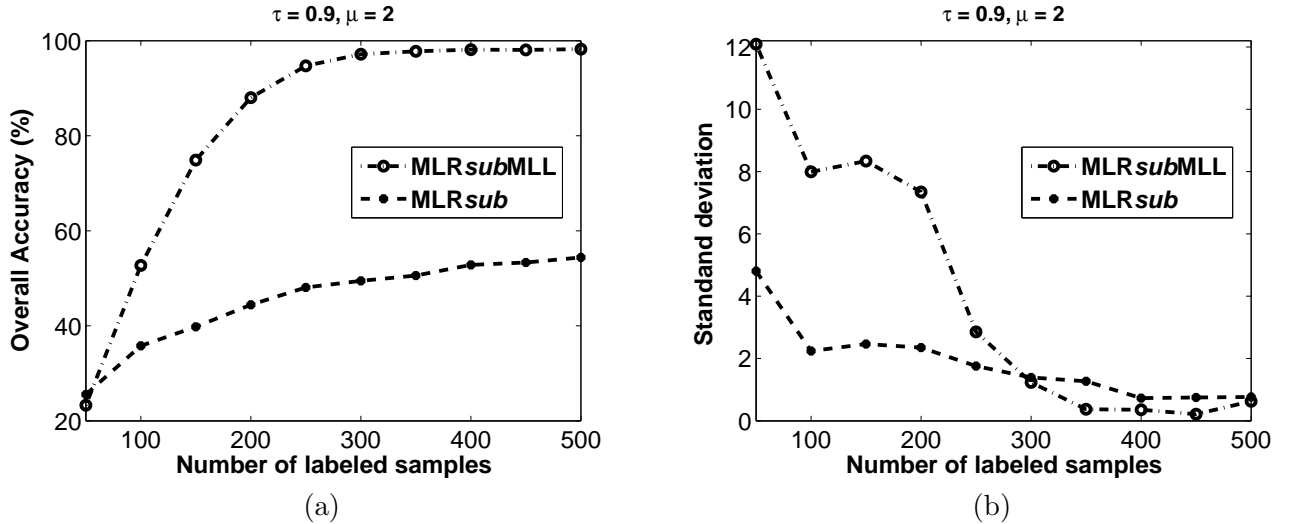 τ = 0.9, μ = 2
100
80
60
40
20
Overall Accuracy (%)
MLRsubMLL
MLRsub
100 200 300 400 500
Number of labeled samples
(a)
τ = 0.9, μ = 2
12
12
10
8
6
4
2
0
Standand deviation
MLRsubMLL
MLRsub
100 200 300 400 500
Number of labeled samples
(b)